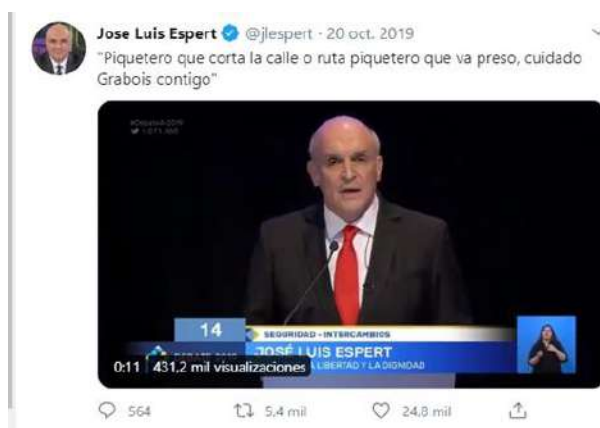 Jose Luis Espert @jlespert · 20 oct. 2019
"Piquetero que corta la calle o ruta piquetero que va preso, cuidado
Grabois contigo"
14
SEGURIDAD - INTERCAMBIOS
JOSÉ LUIS ESPERT
LA LIBERTAD Y LA DIGNIDAD
0:11 431,2 mil visualizaciones
564 5,4 mil 24,8 mil